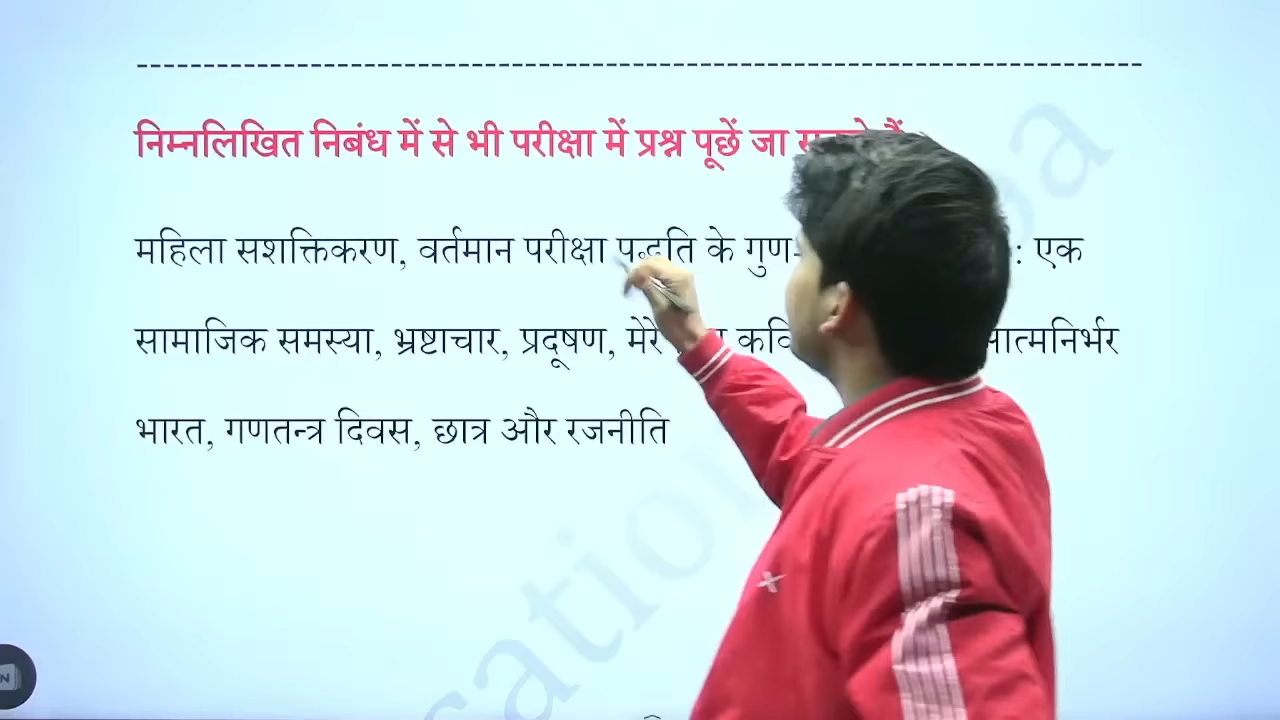 निम्नलिखित निबंध में से भी परीक्षा में प्रश्न पूछें जा
महिला सशक्तिकरण, वर्तमान परीक्षा पद्धति के गुण : एक
सामाजिक समस्या, भ्रष्टाचार, प्रदूषण, मेरे
भारत, गणतन्त्र दिवस, छात्र और रजनीति